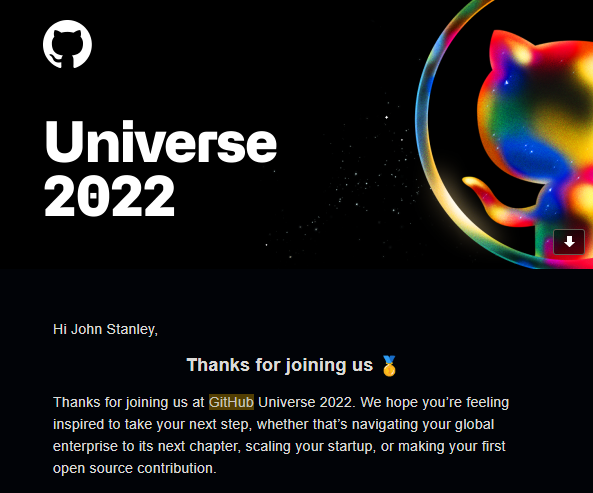 Universe
2022
Hi John Stanley,
Thanks for joining us 🥇
Thanks for joining us at GitHub Universe 2022. We hope you’re feeling
inspired to take your next step, whether that’s navigating your global
enterprise to its next chapter, scaling your startup, or making your first
open source contribution.